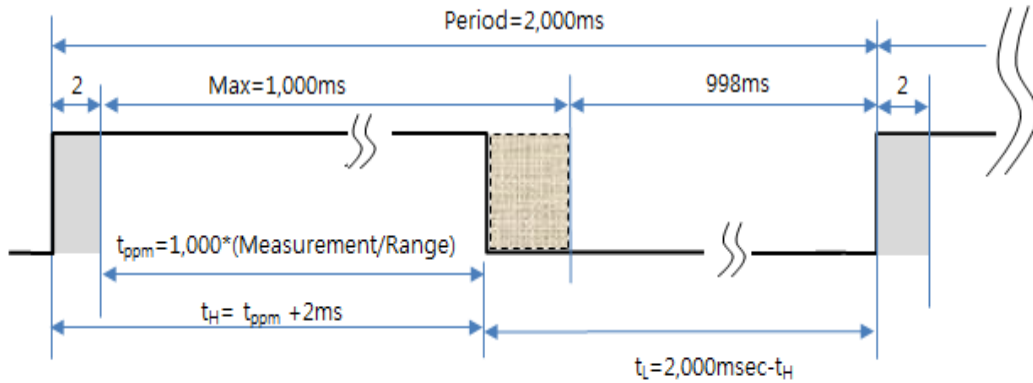 Period=2,000ms
2
Max=1,000ms
998ms
2
tppm=1,000*(Measurement/Range)
tH= tppm +2ms
tL=2,000msec-tH